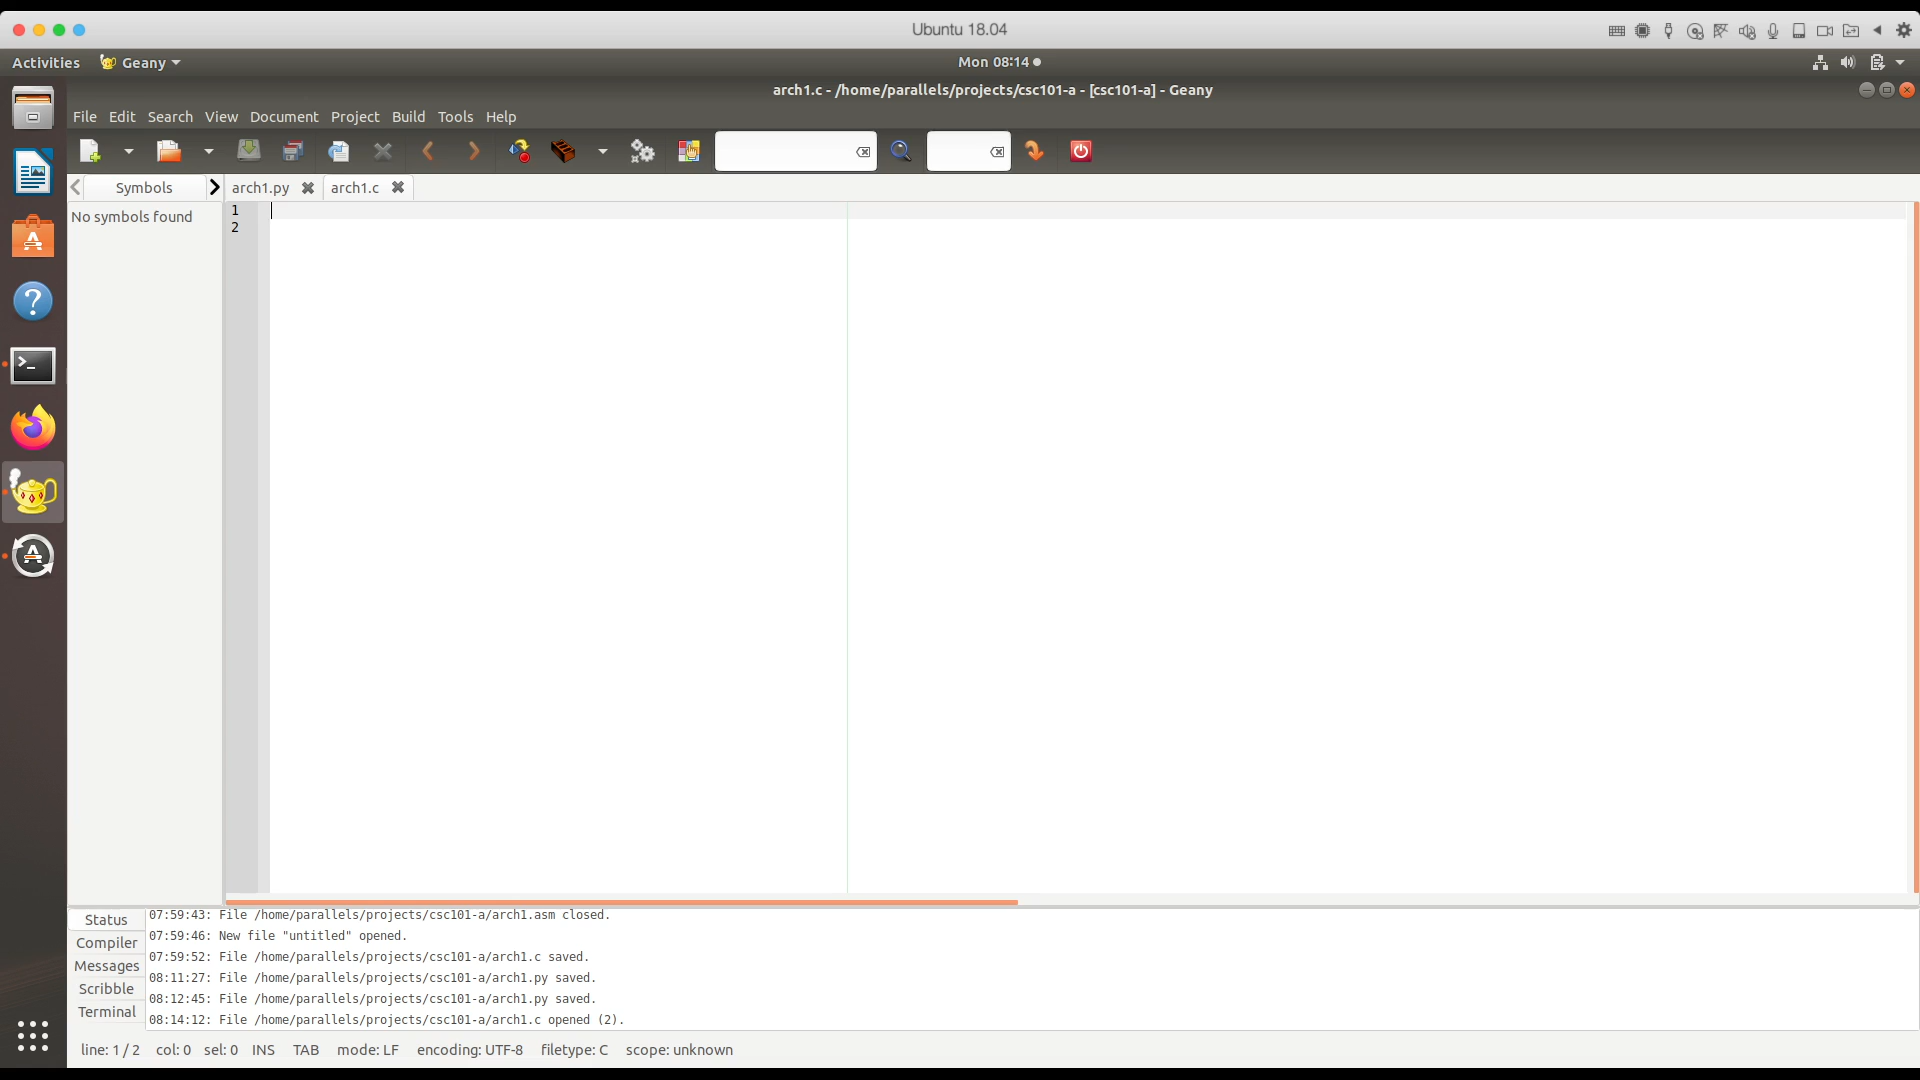 Ubuntu 18.04
Activities Geany Mon 08:14
arch1.c - /home/parallels/projects/csc101-a - [csc101-a] - Geany
File Edit Search View Document Project Build Tools Help
Symbols arch1.py arch1.c
No symbols found
1
2
Status
Compiler
Messages
Scribble
Terminal
07:59:43: File /home/parallels/projects/csc101-a/arch1.asm closed.
07:59:46: New file "untitled" opened.
07:59:52: File /home/parallels/projects/csc101-a/arch1.c saved.
08:11:27: File /home/parallels/projects/csc101-a/arch1.py saved.
08:12:45: File /home/parallels/projects/csc101-a/arch1.py saved.
08:14:12: File /home/parallels/projects/csc101-a/arch1.c opened (2).
line: 1 / 2 col: 0 sel: 0 INS TAB mode: LF encoding: UTF-8 filetype: C scope: unknown